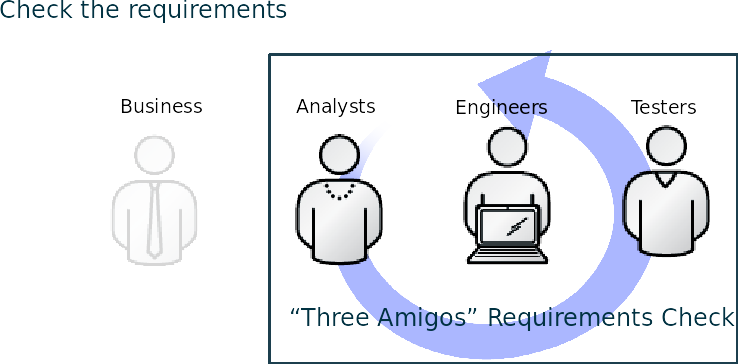 Check the requirements
Business
Analysts
Engineers
Testers
“Three Amigos” Requirements Check